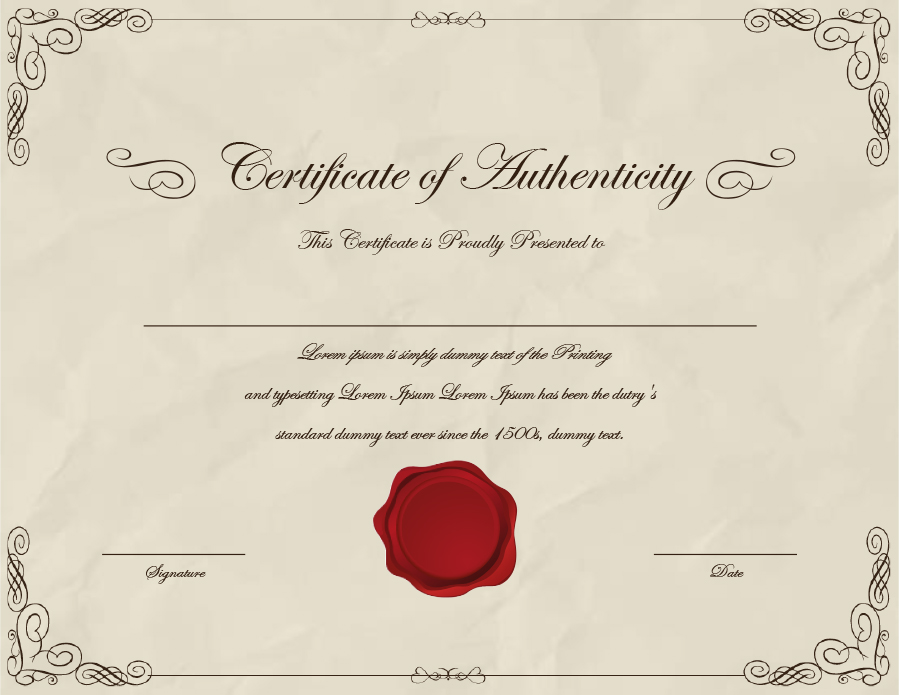 Certificate of Authenticity
This Certificate is Proudly Presented to
Lorem ipsum is simply dummy text of the Printing
and typesetting Lorem Ipsum Lorem Ipsum has been the dutry 's
standard dummy text ever since the 1500s, dummy text.
Signature
Date